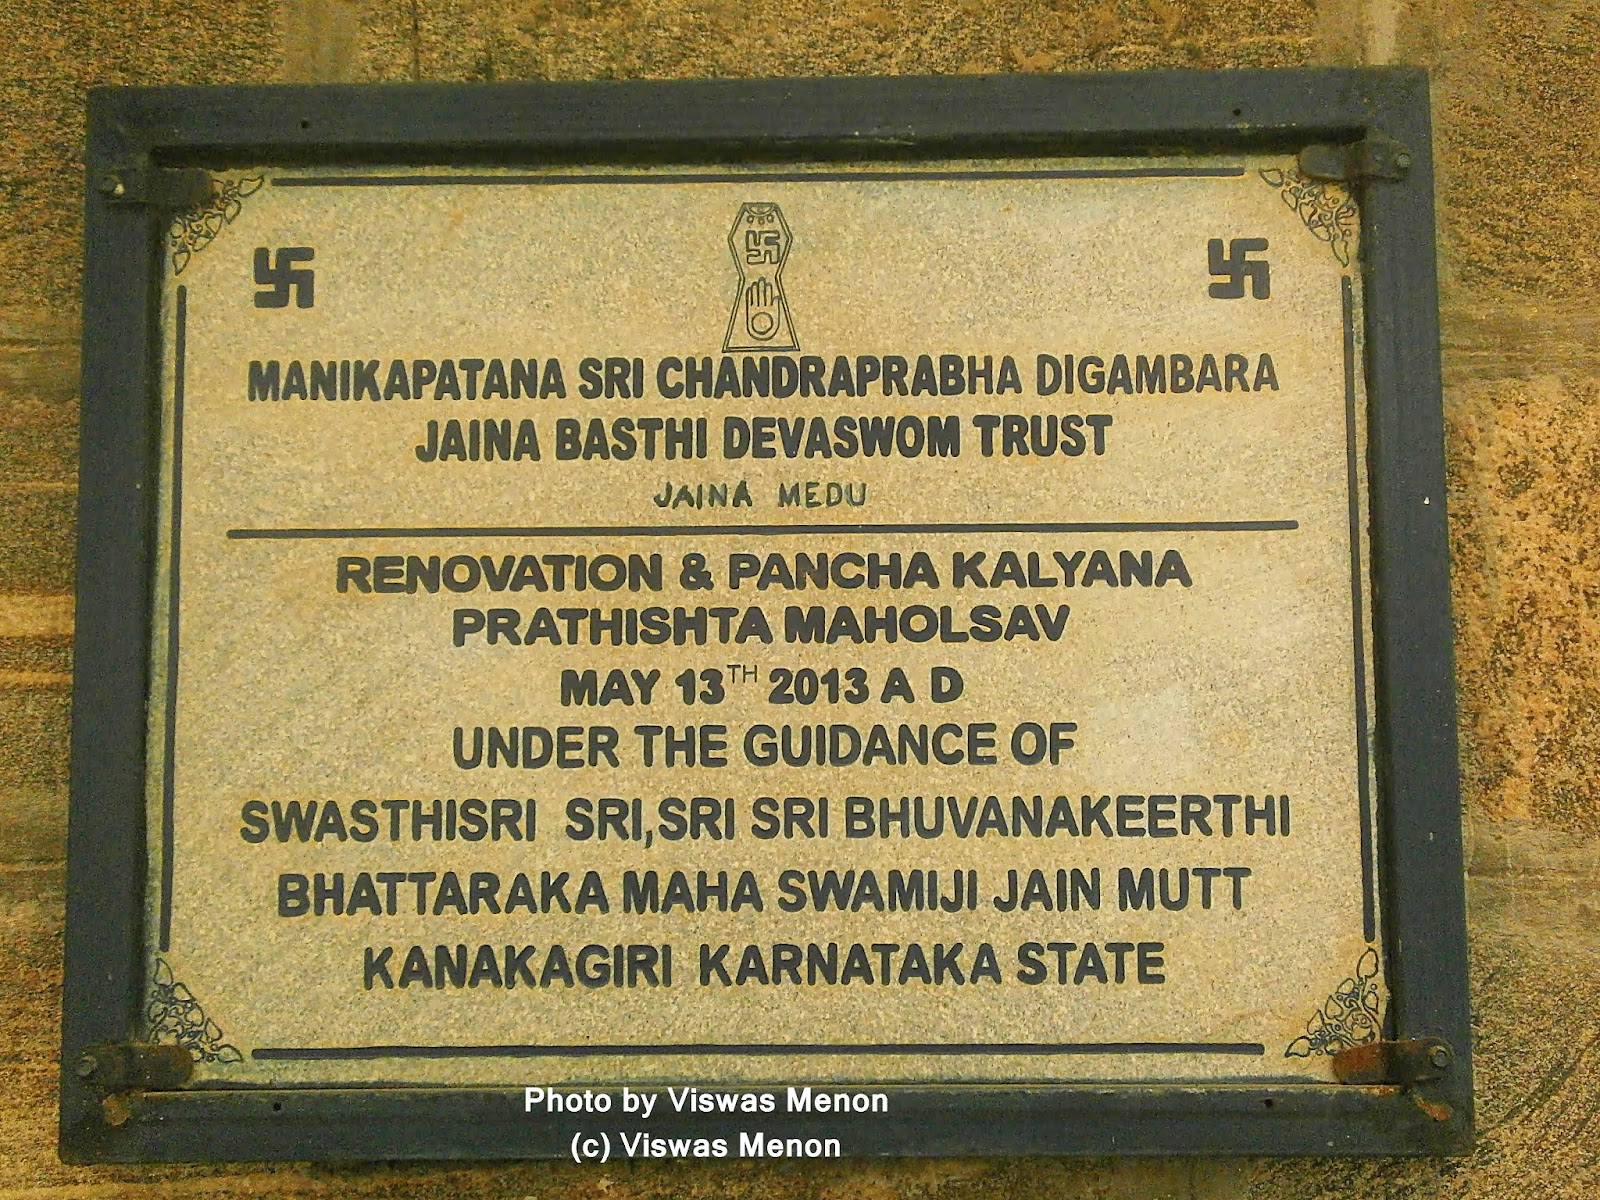 MANIKAPATANA SRI CHANDRAPRABHA DIGAMBARA
JAINA BASTHI DEVASWOM TRUST
JAINA MEDU
RENOVATION & PANCHA KALYANA
PRATHISHTA MAHOLSAV
MAY 13TH 2013 A D
UNDER THE GUIDANCE OF
SWASTHISRI SRI,SRI SRI BHUVANAKEERTHI
BHATTARAKA MAHA SWAMIJI JAIN MUTT
KANAKAGIRI KARNATAKA STATE
Photo by Viswas Menon
(c) Viswas Menon